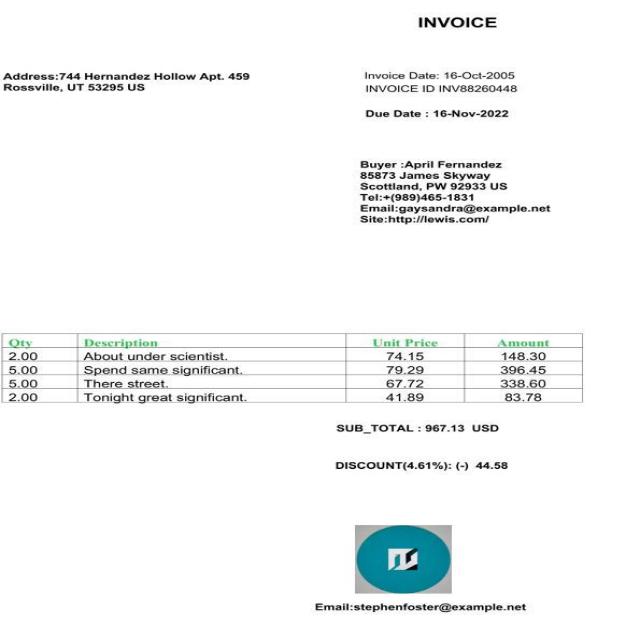 INVOICE
Address:744 Hernandez Hollow Apt. 459
Rossville, UT 53295 US
Invoice Date: 16-Oct-2005
INVOICE ID INV88260448
Due Date : 16-Nov-2022
Buyer :April Fernandez
85873 James Skyway
Scottland, PW 92933 US
Tel:+(989)465-1831
Email:gaysandra@example.net
Site:http://lewis.com/
Qty Description Unit Price Amount
2.00 About under scientist. 74.15 148.30
5.00 Spend same significant. 79.29 396.45
5.00 There street. 67.72 338.60
2.00 Tonight great significant. 41.89 83.78
SUB_TOTAL : 967.13 USD
DISCOUNT(4.61%): (-) 44.58
Email:stephenfoster@example.net